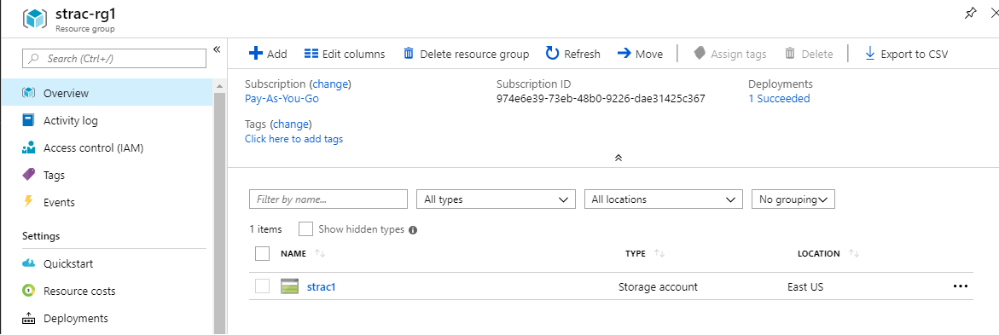 strac-rg1
Resource group
Search (Ctrl+/)
Overview
Activity log
Access control (IAM)
Tags
Events
Settings
Quickstart
Resource costs
Deployments
Add Edit columns Delete resource group Refresh Move Assign tags Delete Export to CSV
Subscription (change) Subscription ID Deployments
Pay-As-You-Go 974e6e39-73eb-48b0-9226-dae31425c367 1 Succeeded
Tags (change)
Click here to add tags
Filter by name... All types All locations No grouping
1 items Show hidden types
NAME TYPE LOCATION
strac1 Storage account East US